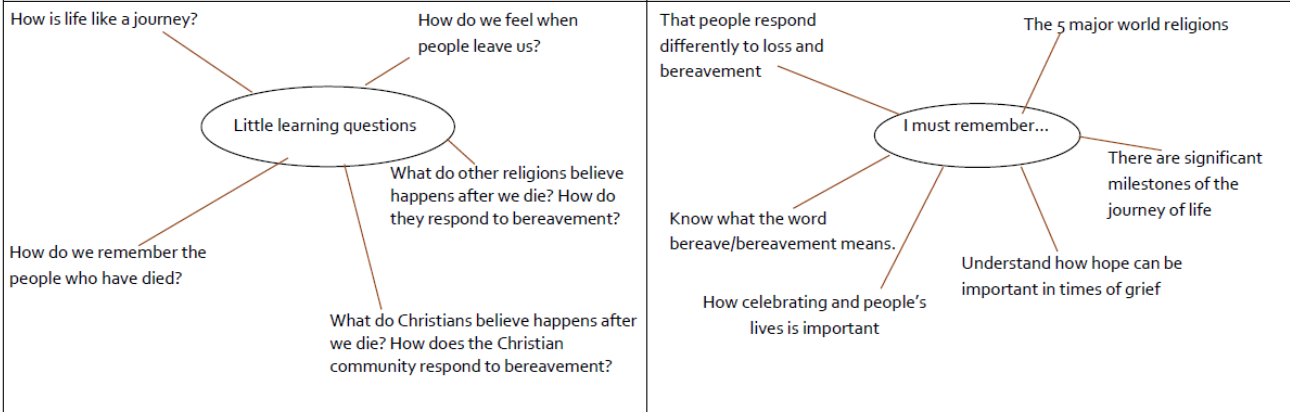 How is life like a journey?
How do we feel when
people leave us?
Little learning questions
What do other religions believe
happens after we die? How do
they respond to bereavement?
How do we remember the
people who have died?
What do Christians believe happens after
we die? How does the Christian
community respond to bereavement?
That people respond
differently to loss and
bereavement
The 5 major world religions
I must remember...
There are significant
milestones of the
journey of life
Know what the word
bereave/bereavement means.
Understand how hope can be
important in times of grief
How celebrating and people's
lives is important